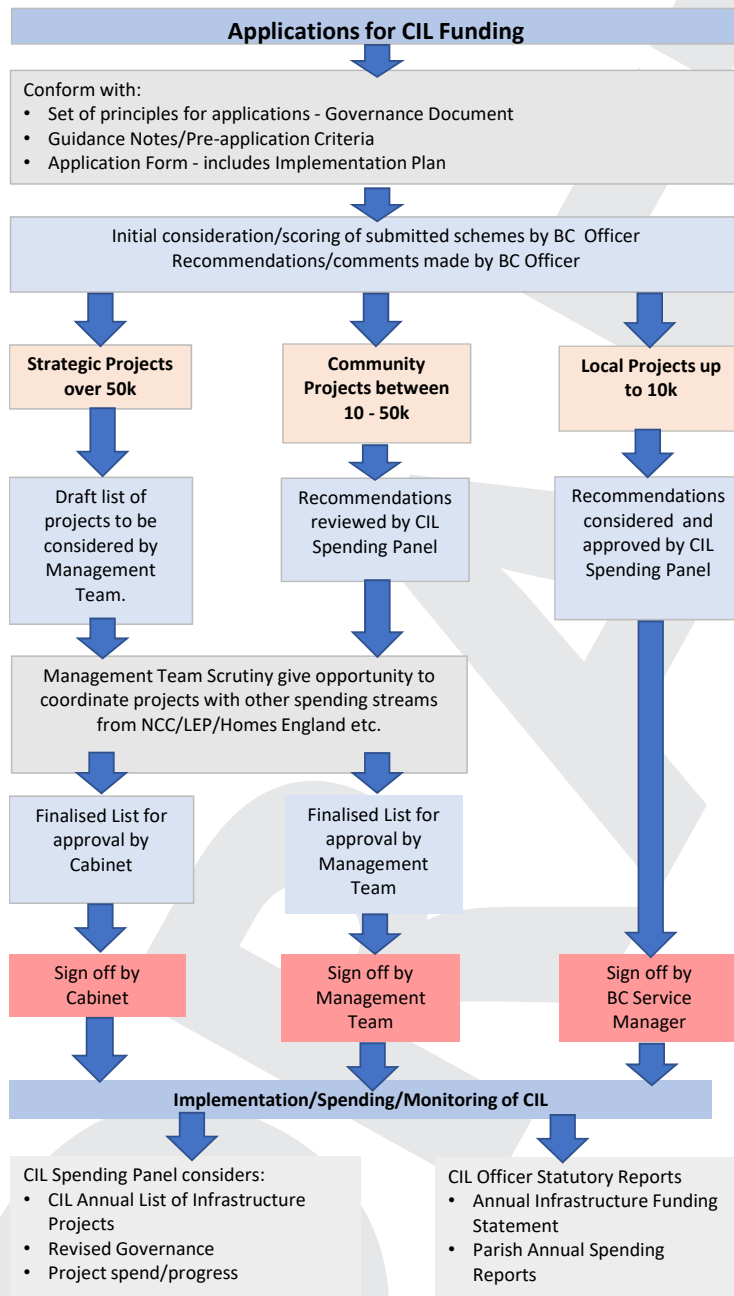 Applications for CIL Funding
Conform with:
• Set of principles for applications - Governance Document
• Guidance Notes/Pre-application Criteria
• Application Form - includes Implementation Plan
Initial consideration/scoring of submitted schemes by BC Officer
Recommendations/comments made by BC Officer
Strategic Projects
over 50k
Community
Projects between
10 - 50k
Local Projects up
to 10k
Draft list of
projects to be
considered by
Management
Team.
Recommendations
reviewed by CIL
Spending Panel
Recommendations
considered and
approved by CIL
Spending Panel
Management Team Scrutiny give opportunity to
coordinate projects with other spending streams
from NCC/LEP/Homes England etc.
Finalised List for
approval by
Cabinet
Finalised List for
approval by
Management
Team
Sign off by
Cabinet
Sign off by
Management
Team
Sign off by
BC Service
Manager
Implementation/Spending/Monitoring of CIL
CIL Spending Panel considers:
• CIL Annual List of Infrastructure
Projects
• Revised Governance
• Project spend/progress
CIL Officer Statutory Reports
• Annual Infrastructure Funding
Statement
• Parish Annual Spending
Reports